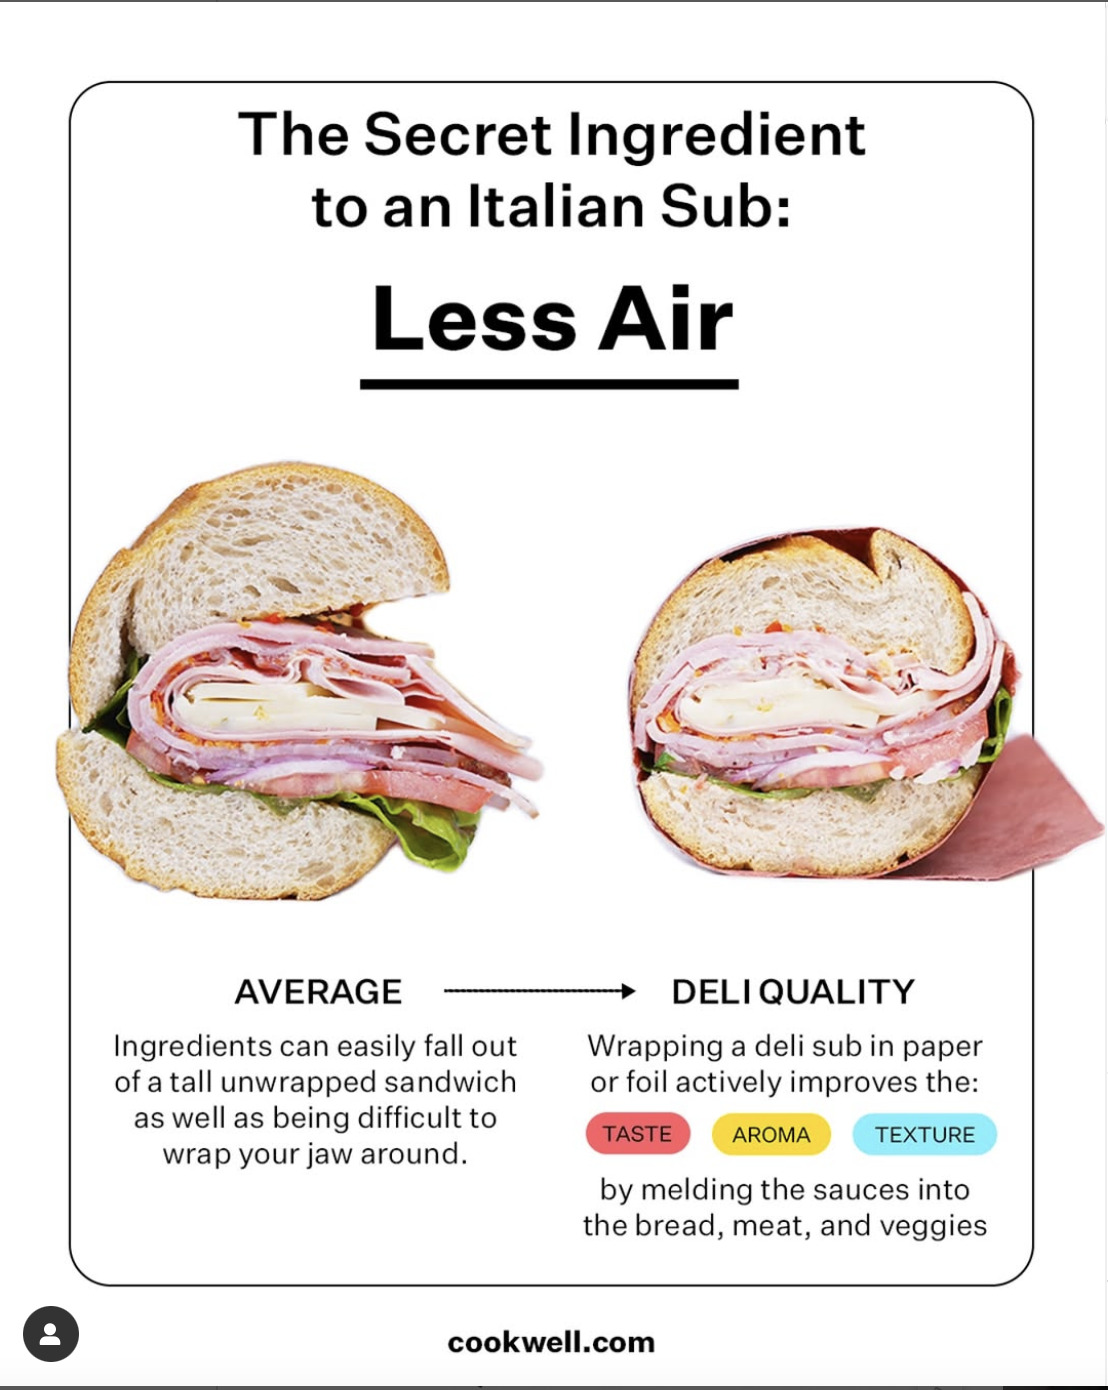 The Secret Ingredient
to an Italian Sub:
Less Air
AVERAGE
Ingredients can easily fall out
of a tall unwrapped sandwich
as well as being difficult to
wrap your jaw around.
DELI QUALITY
Wrapping a deli sub in paper
or foil actively improves the:
TASTE AROMA TEXTURE
by melding the sauces into
the bread, meat, and veggies
cookwell.com